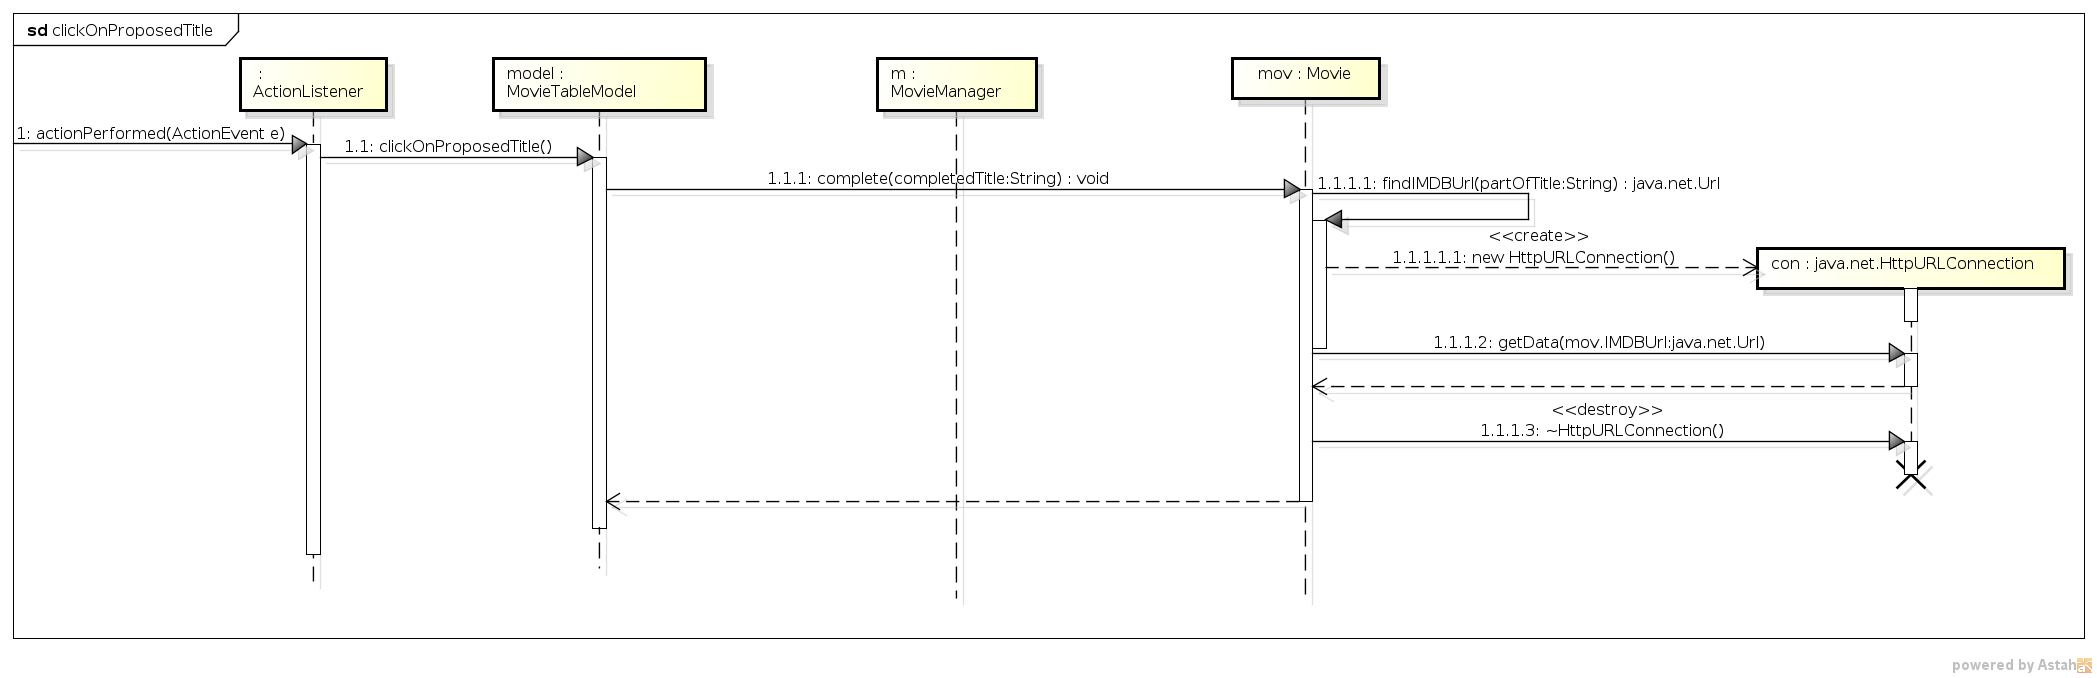 sd clickOnProposedTitle
:
ActionListener
model :
MovieTableModel
m :
MovieManager
mov : Movie
1: actionPerformed(ActionEvent e)
1.1: clickOnProposedTitle()
1.1.1: complete(completedTitle:String) : void
1.1.1.1: findIMDBUrl(partOfTitle:String) : java.net.Url
<<create>>
1.1.1.1.1: new HttpURLConnection()
con : java.net.HttpURLConnection
1.1.1.2: getData(mov.IMDBUrl:java.net.Url)
<<destroy>>
1.1.1.3: ~HttpURLConnection()
powered by Astah